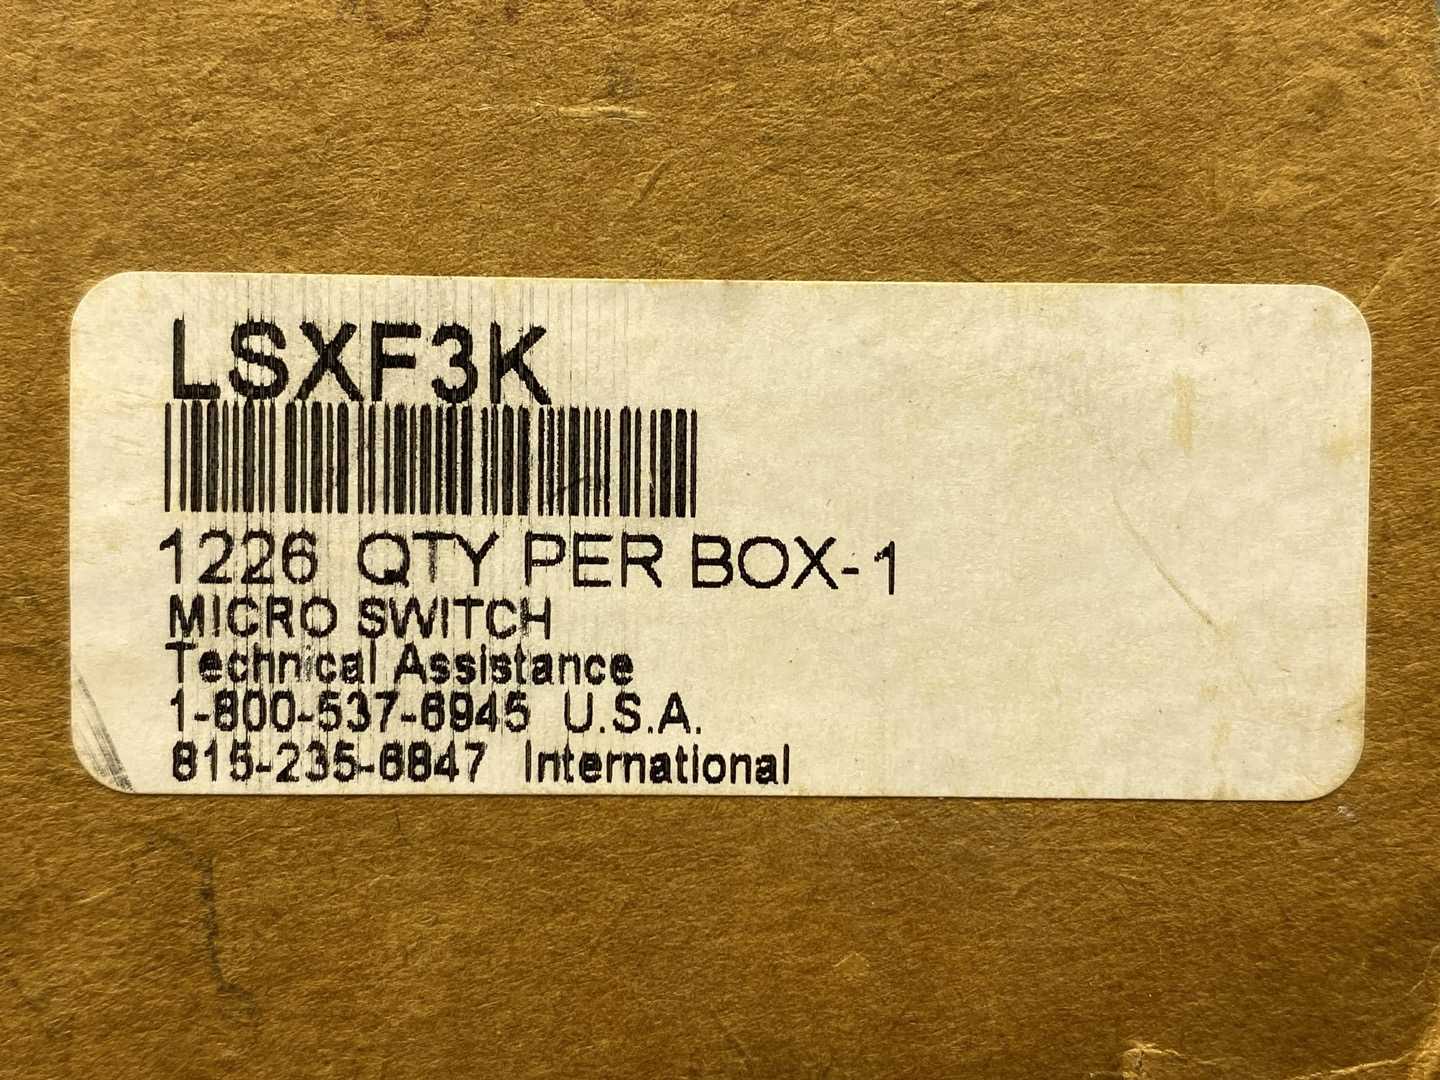 LSXF3K
1226 QTY PER BOX-1
MICRO SWITCH
Technical Assistance
1-800-537-6945 U.S.A.
815-235-6847 International